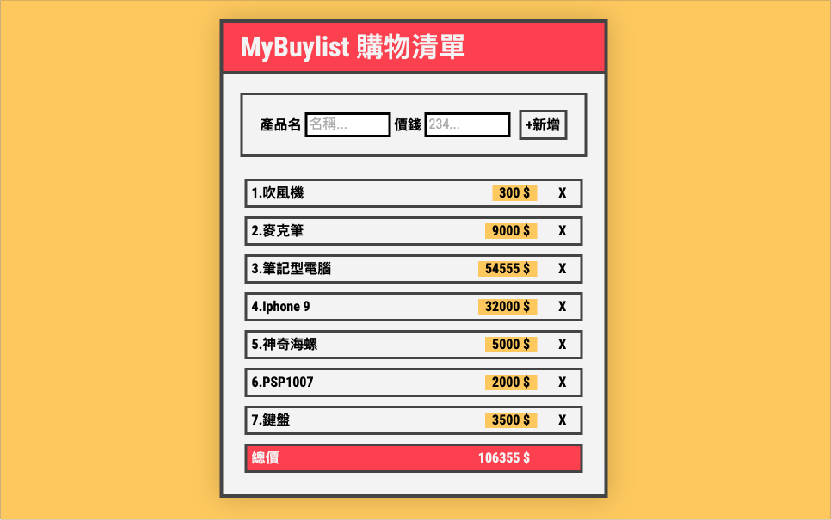 MyBuylist 購物清單
產品名 名稱... 價錢 234... +新增
1.吹風機 300 $ X
2.麥克筆 9000 $ X
3.筆記型電腦 54555 $ X
4.Iphone 9 32000 $ X
5.神奇海螺 5000 $ X
6.PSP1007 2000 $ X
7.鍵盤 3500 $ X
總價 106355 $